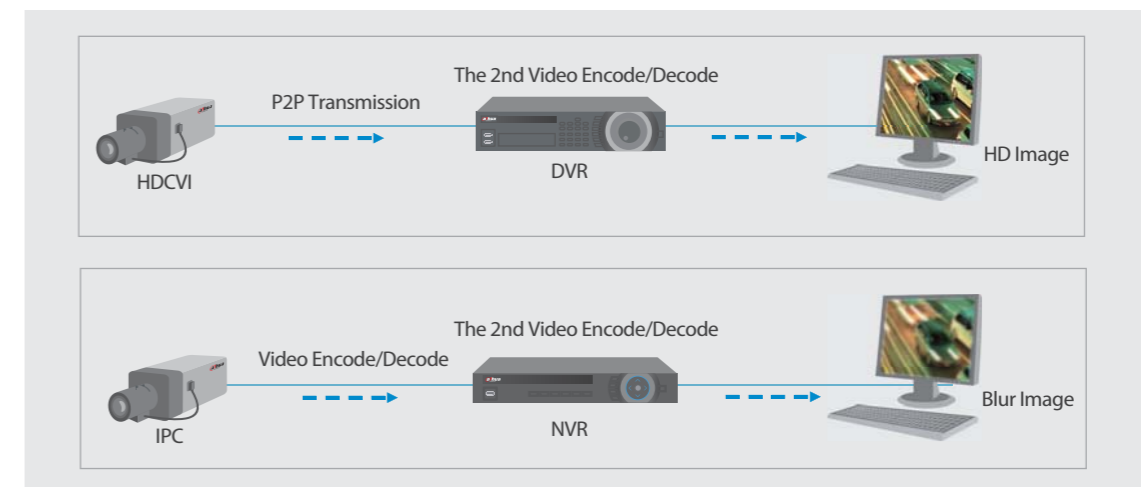 The 2nd Video Encode/Decode
P2P Transmission
HDCVI
DVR
HD Image
The 2nd Video Encode/Decode
Video Encode/Decode
IPC
NVR
Blur Image